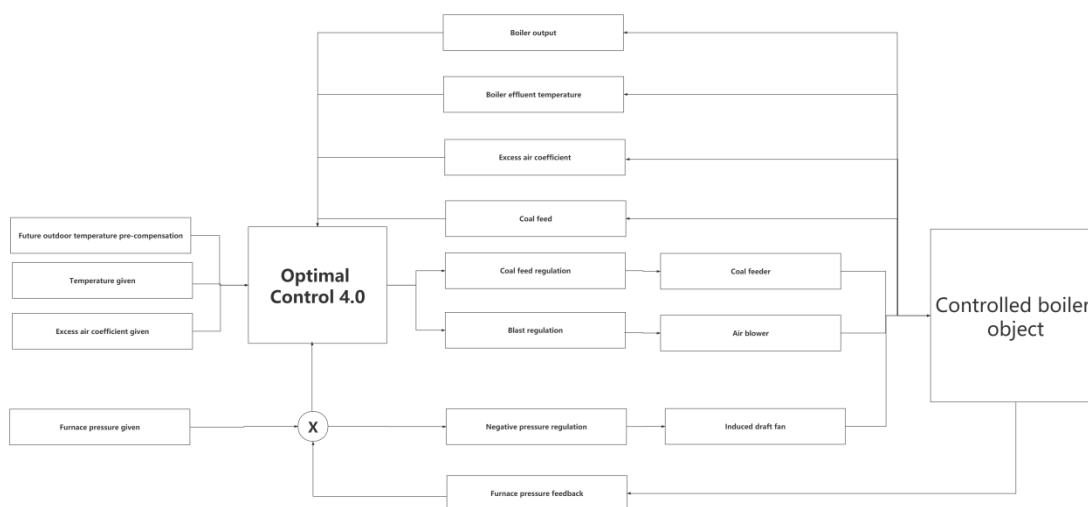 Boiler output
Boiler effluent temperature
Excess air coefficient
Coal feed
Future outdoor temperature pre-compensation
Temperature given
Excess air coefficient given
Optimal
Control 4.0
Coal feed regulation
Coal feeder
Blast regulation
Air blower
Controlled boiler
object
Furnace pressure given
X
Negative pressure regulation
Induced draft fan
Furnace pressure feedback